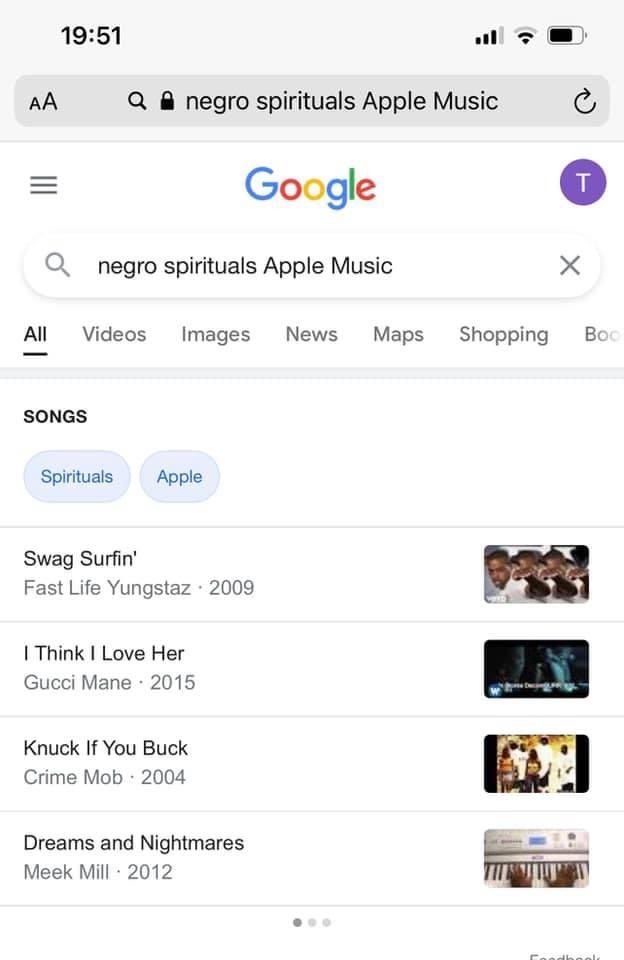 19:51
AA negro spirituals Apple Music
Google
T
negro spirituals Apple Music
All Videos Images News Maps Shopping Boo
SONGS
Spirituals Apple
Swag Surfin'
Fast Life Yungstaz · 2009
vevo
I Think I Love Her
Gucci Mane · 2015
W
Knuck If You Buck
Crime Mob · 2004
Dreams and Nightmares
Meek Mill · 2012
Feedback